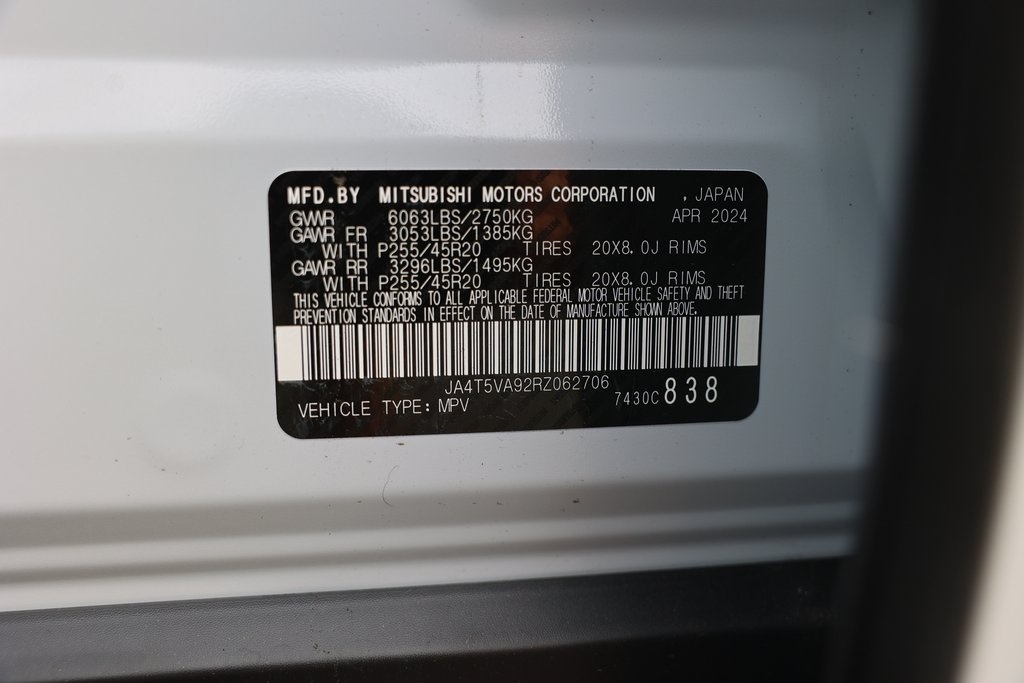 MFD.BY MITSUBISHI MOTORS CORPORATION , JAPAN
GWR 6063LBS/2750KG APR 2024
GAWR FR 3053LBS/1385KG
WITH P255/45R20 TIRES 20X8.0J RIMS
GAWR RR 3296LBS/1495KG
WITH P255/45R20 TIRES 20X8.0J RIMS
THIS VEHICLE CONFORMS TO ALL APPLICABLE FEDERAL MOTOR VEHICLE SAFETY AND THEFT
PREVENTION STANDARDS IN EFFECT ON THE DATE OF MANUFACTURE SHOWN ABOVE.
JA4T5VA92RZ062706
VEHICLE TYPE: MPV 7430C 838